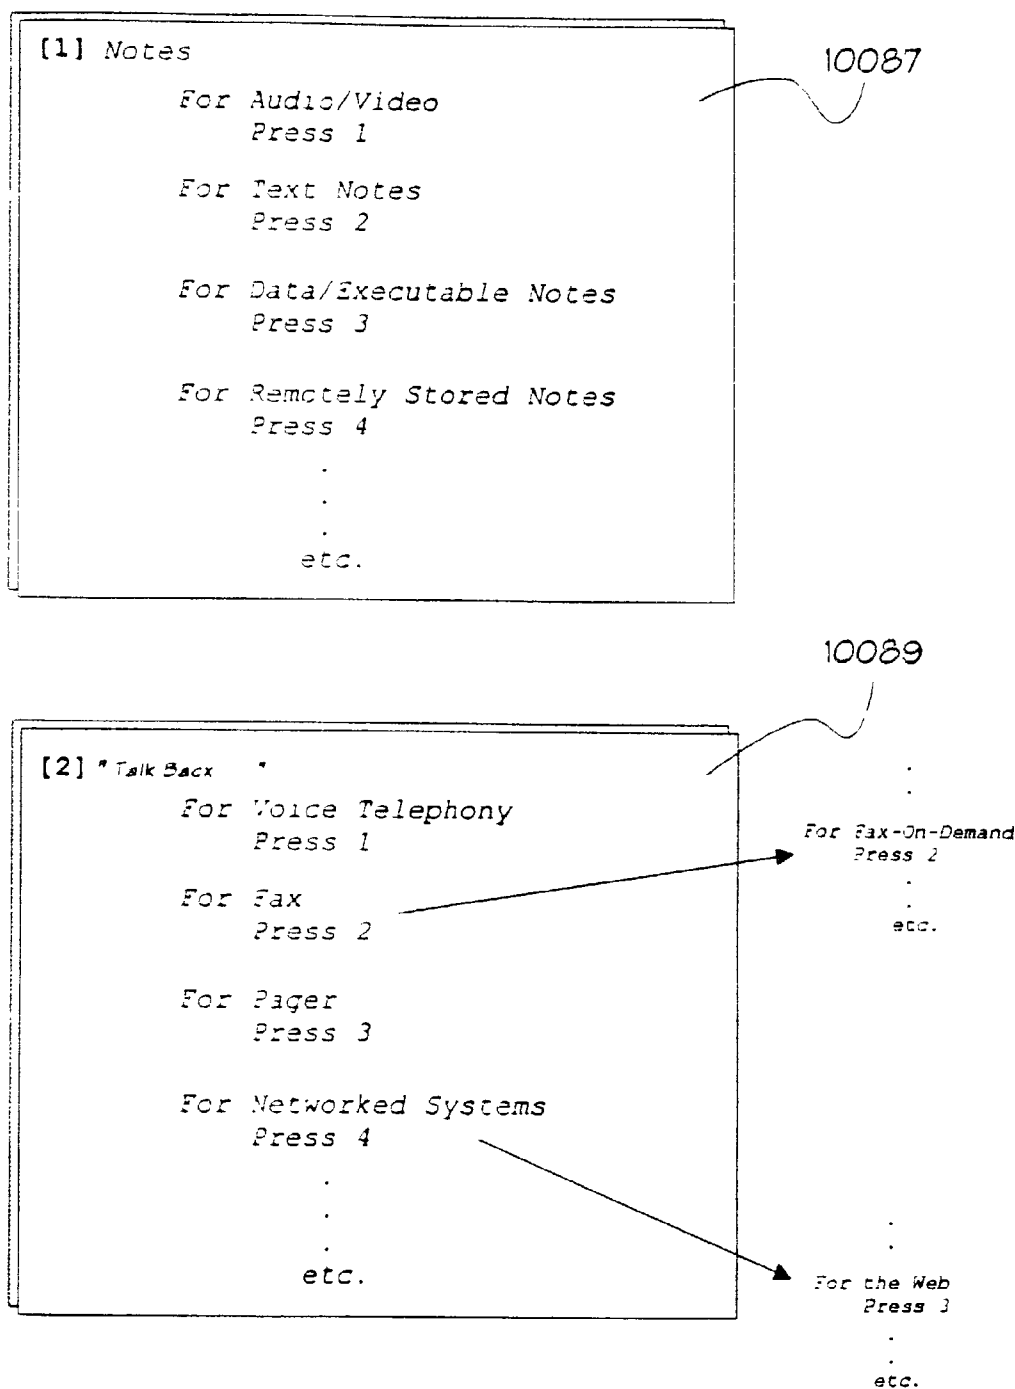 [1] Notes
10087
For Audio/Video
Press 1
For Text Notes
Press 2
For Data/Executable Notes
Press 3
For Remotely Stored Notes
Press 4
.
.
.
etc.
10089
[2] "Talk Back "
For Voice Telephony
Press 1
For Fax
Press 2
For Pager
Press 3
For Networked Systems
Press 4
.
.
.
etc.
.
.
For Fax-On-Demand
Press 2
.
.
etc.
.
.
For the Web
Press 3
.
.
etc.